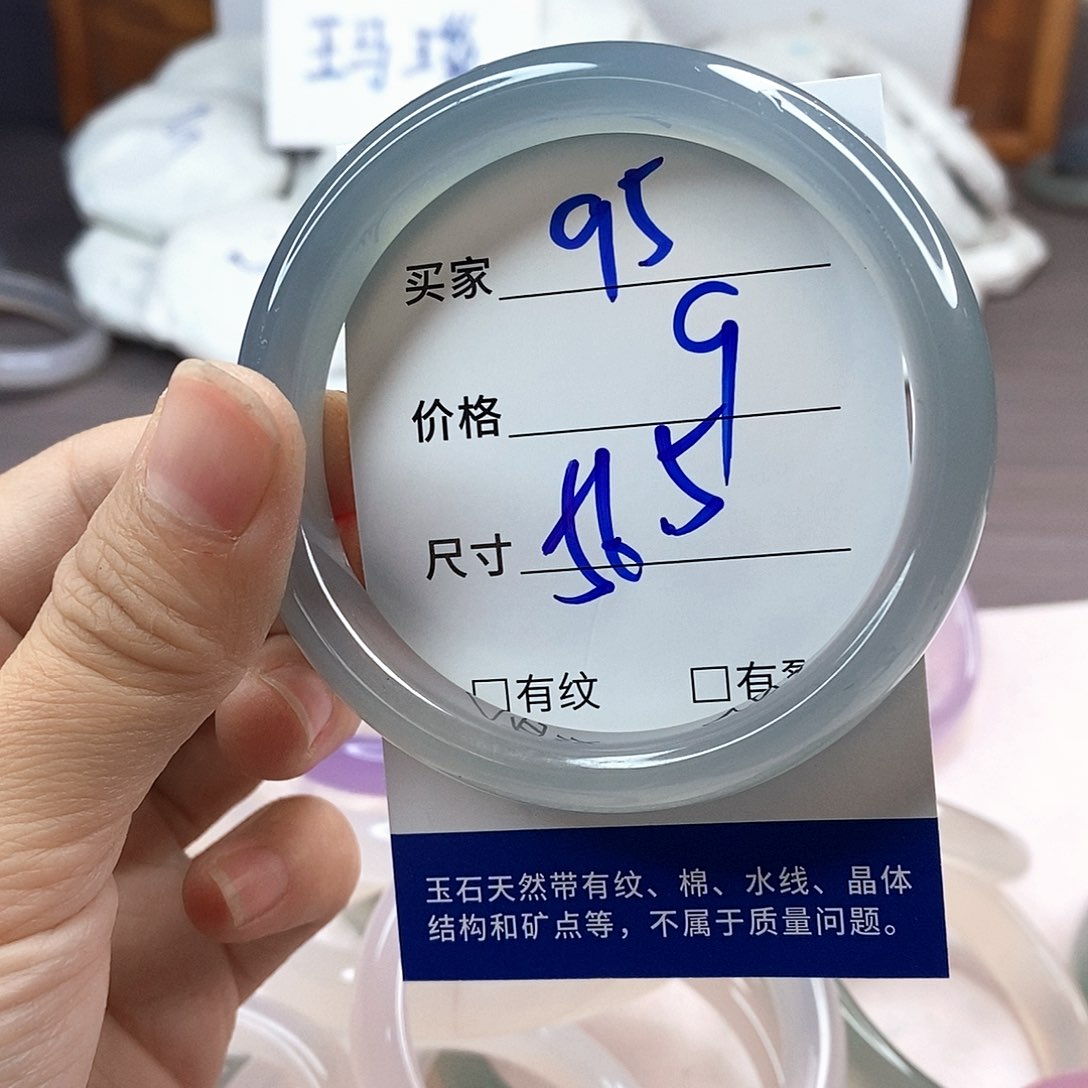 玛瑙
买家 95
9
价格
5
尺寸 56
□有纹 □有裂
玉石天然带有纹、棉、水线、晶体
结构和矿点等，不属于质量问题。